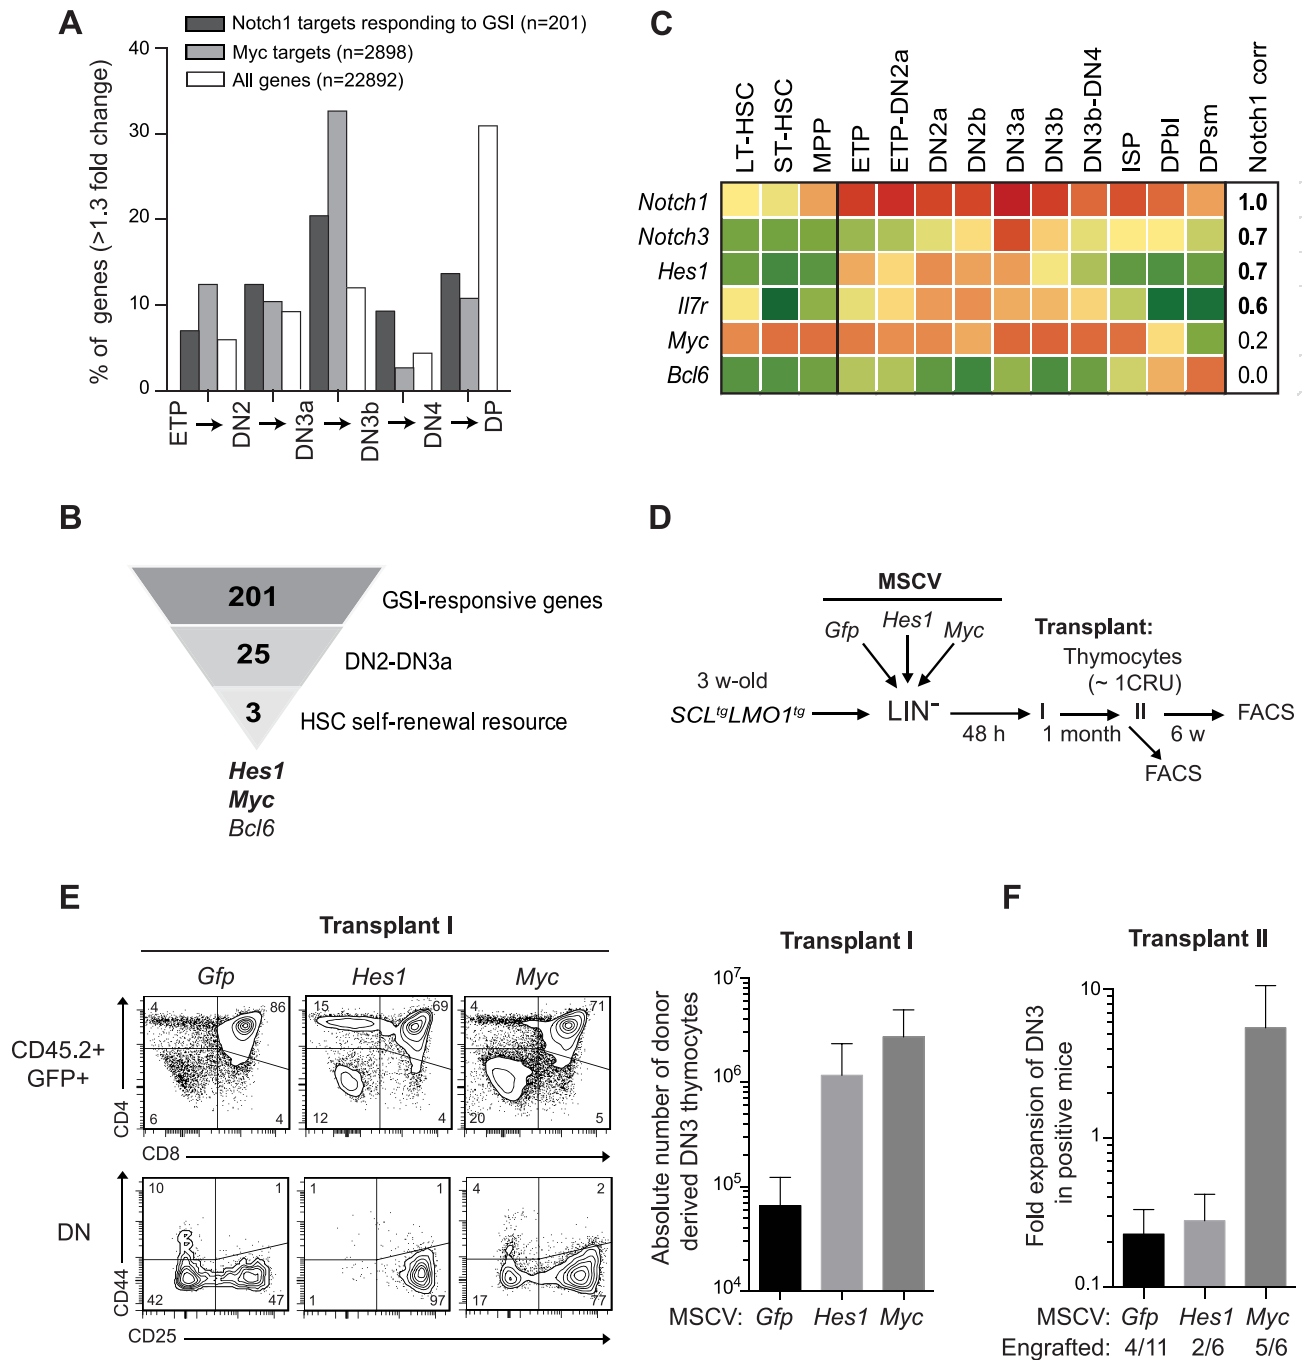 A
Notch1 targets responding to GSI (n=201)
Myc targets (n=2898)
All genes (n=22892)
% of genes (>1.3 fold change)
40
30
20
10
0
ETP → DN2 → DN3a → DN3b → DN4 → DP
B
201 GSI-responsive genes
25 DN2-DN3a
3 HSC self-renewal resource
Hes1
Myc
Bcl6
C
LT-HSC ST-HSC MPP ETP ETP-DN2a DN2a DN2b DN3a DN3b DN3b-DN4 ISP DPbl DPsm Notch1 corr
Notch1 1.0
Notch3 0.7
Hes1 0.7
Il7r 0.6
Myc 0.2
Bcl6 0.0
D
MSCV
Gfp Hes1 Myc
Transplant:
Thymocytes
(~ 1CRU)
3 w-old
SCLtgLMO1tg LIN- I II FACS
48 h 1 month 6 w
FACS
E
Transplant I
Gfp Hes1 Myc
CD45.2+
GFP+
CD4
4 86 15 69 4 71
6 4 12 4 20 5
CD8
DN
CD44
10 1 1 1 4 2
42 47 1 97 17 77
CD25
Transplant I
Absolute number of donor
derived DN3 thymocytes
10⁷
10⁶
10⁵
10⁴
MSCV: Gfp Hes1 Myc
F
Transplant II
Fold expansion of DN3
in positive mice
10
1
0.1
MSCV: Gfp Hes1 Myc
Engrafted: 4/11 2/6 5/6